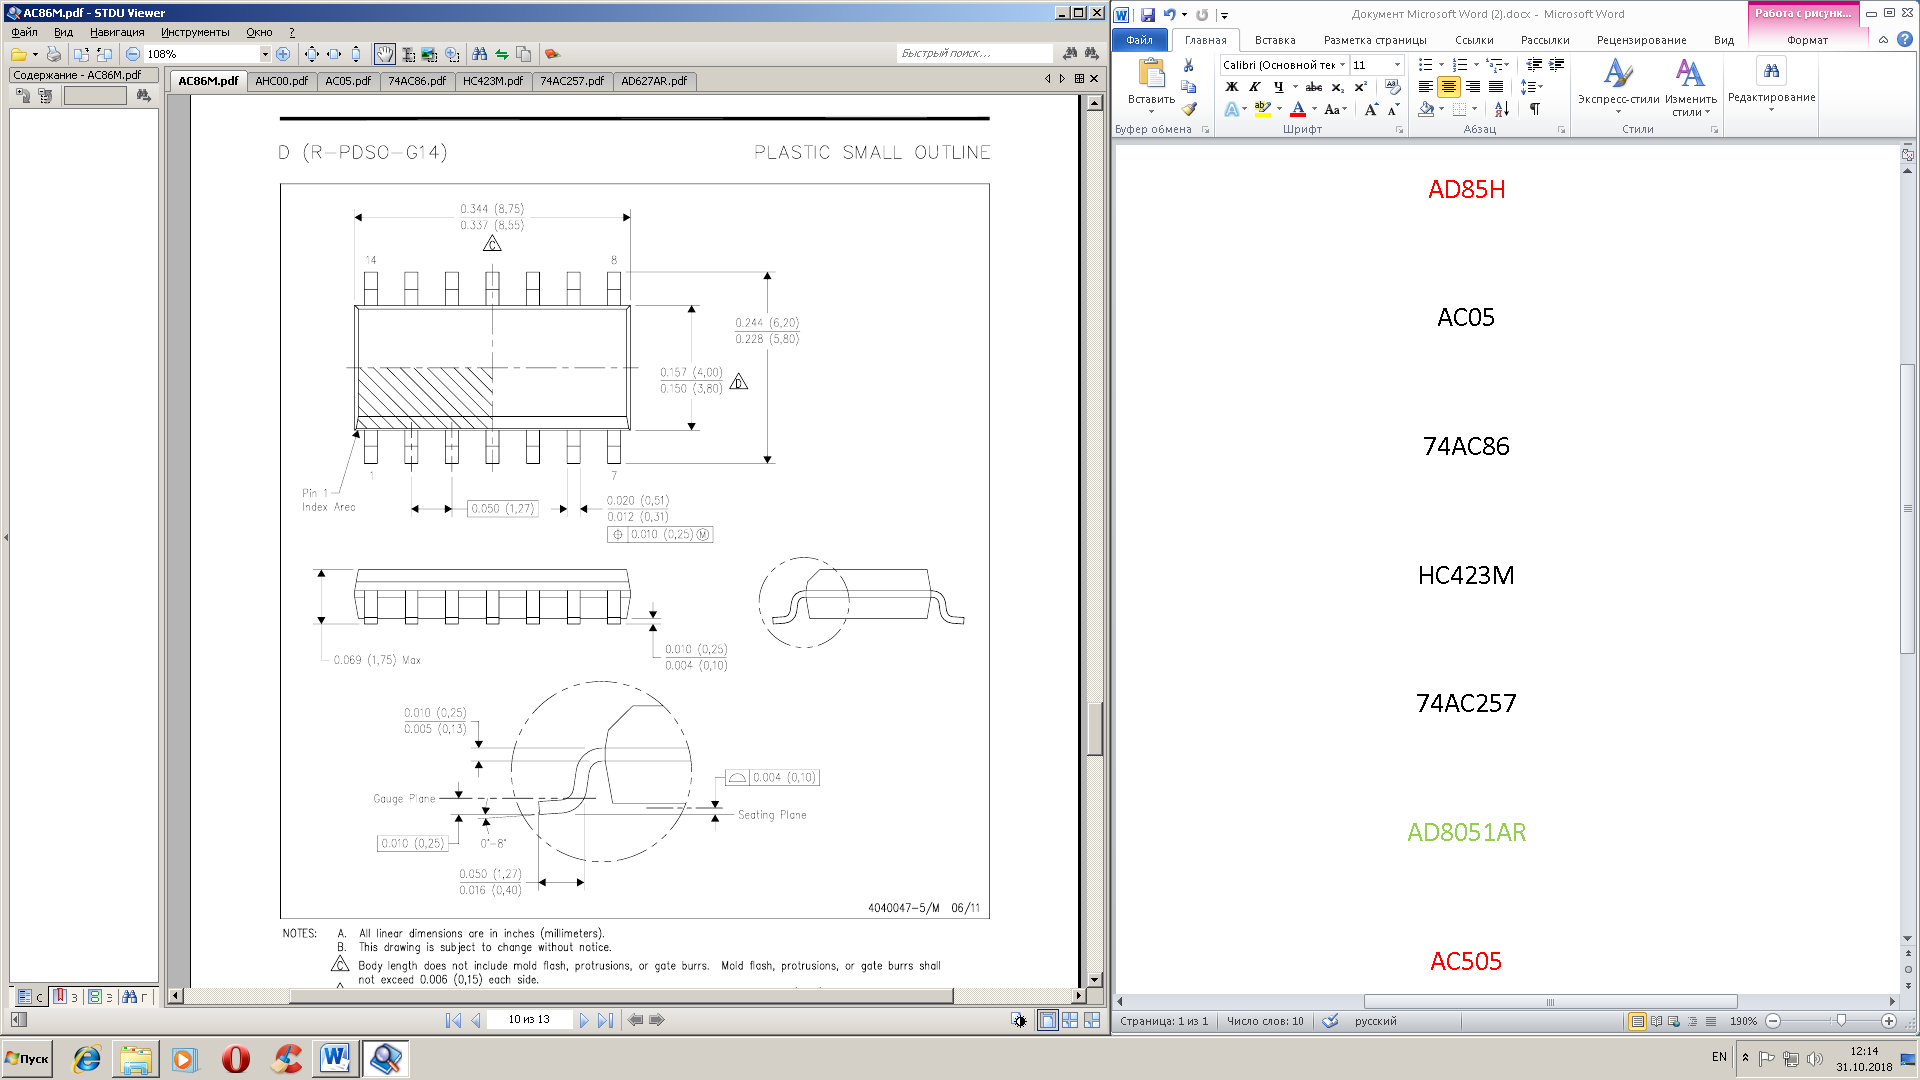 AC86M.pdf - STDU Viewer
Файл Вид Навигация Инструменты Окно ?
108%
Быстрый поиск...
Содержание - AC86M.pdf
AC86M.pdf AHC00.pdf AC05.pdf 74AC86.pdf HC423M.pdf 74AC257.pdf AD627AR.pdf
D (R-PDSO-G14) PLASTIC SMALL OUTLINE
0.344 (8,75)
0.337 (8,55)
C
14 8
0.244 (6,20)
0.228 (5,80)
0.157 (4,00)
0.150 (3,80)
D
1 7
Pin 1
Index Area
0.050 (1,27)
0.020 (0,51)
0.012 (0,31)
0.010 (0,25) M
0.069 (1,75) Max
0.010 (0,25)
0.004 (0,10)
0.010 (0,25)
0.005 (0,13)
0.004 (0,10)
Gauge Plane
Seating Plane
0.010 (0,25)
0°-8°
0.050 (1,27)
0.016 (0,40)
4040047-5/M 06/11
NOTES: A. All linear dimensions are in inches (millimeters).
B. This drawing is subject to change without notice.
C Body length does not include mold flash, protrusions, or gate burrs. Mold flash, protrusions, or gate burrs shall
not exceed 0.006 (0,15) each side.
С З З Г
10 из 13
Документ Microsoft Word (2).docx - Microsoft Word
Работа с рисунк...
Файл Главная Вставка Разметка страницы Ссылки Рассылки Рецензирование Вид Формат
Calibri (Основной тек 11
Вставить
Ж К Ч abc x₂ x²
Aa
Экспресс-стили
Изменить
стили
Редактирование
Буфер обмена Шрифт Абзац Стили
AD85H
AC05
74AC86
HC423M
74AC257
AD8051AR
AC505
Страница: 1 из 1 Число слов: 10 русский 190%
Пуск
EN
12:14
31.10.2018